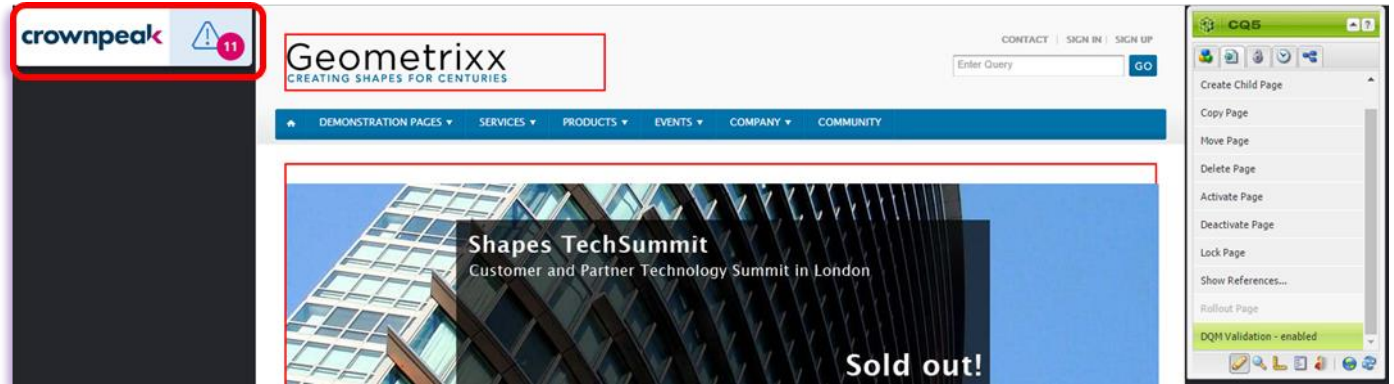 crownpeak
11
Geometrixx
CREATING SHAPES FOR CENTURIES
CONTACT | SIGN IN | SIGN UP
Enter Query
GO
DEMONSTRATION PAGES ▾ SERVICES ▾ PRODUCTS ▾ EVENTS ▾ COMPANY ▾ COMMUNITY
Shapes TechSummit
Customer and Partner Technology Summit in London
Sold out!
CQ5
?
Create Child Page
Copy Page
Move Page
Delete Page
Activate Page
Deactivate Page
Lock Page
Show References...
Rollout Page
DQM Validation - enabled